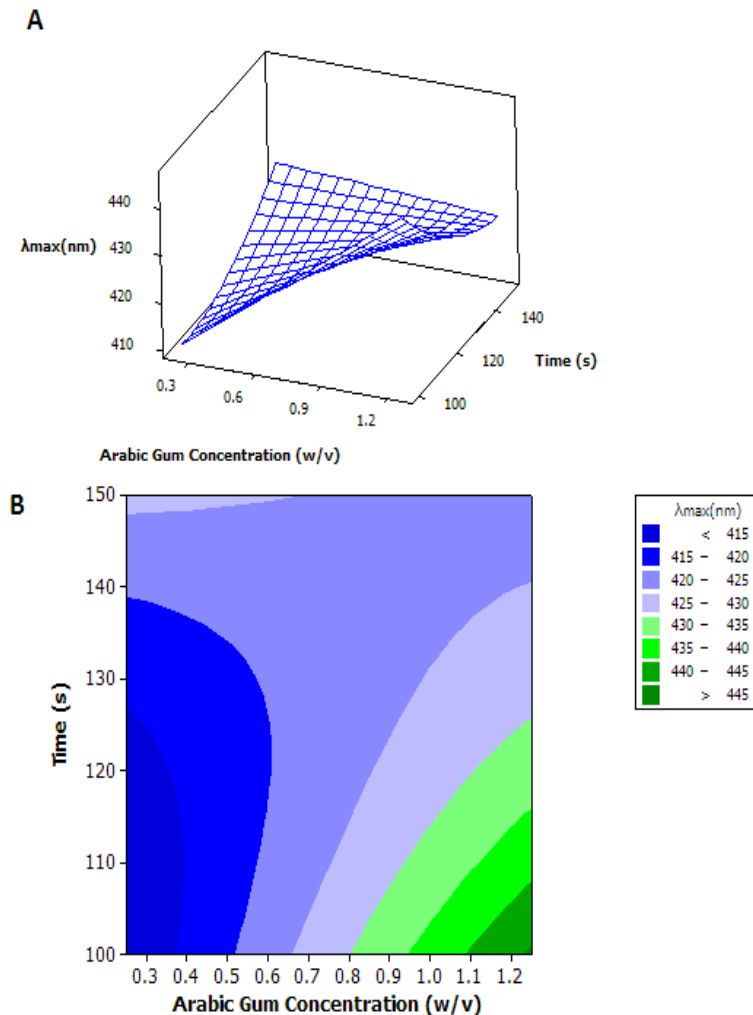 A
440
430
λmax(nm)
420
410
0.3
0.6
0.9
1.2
100
120
140
Time (s)
Arabic Gum Concentration (w/v)
B
150
140
130
120
110
100
Time (s)
0.3 0.4 0.5 0.6 0.7 0.8 0.9 1.0 1.1 1.2
Arabic Gum Concentration (w/v)
λmax(nm)
< 415
415 – 420
420 – 425
425 – 430
430 – 435
435 – 440
440 – 445
> 445